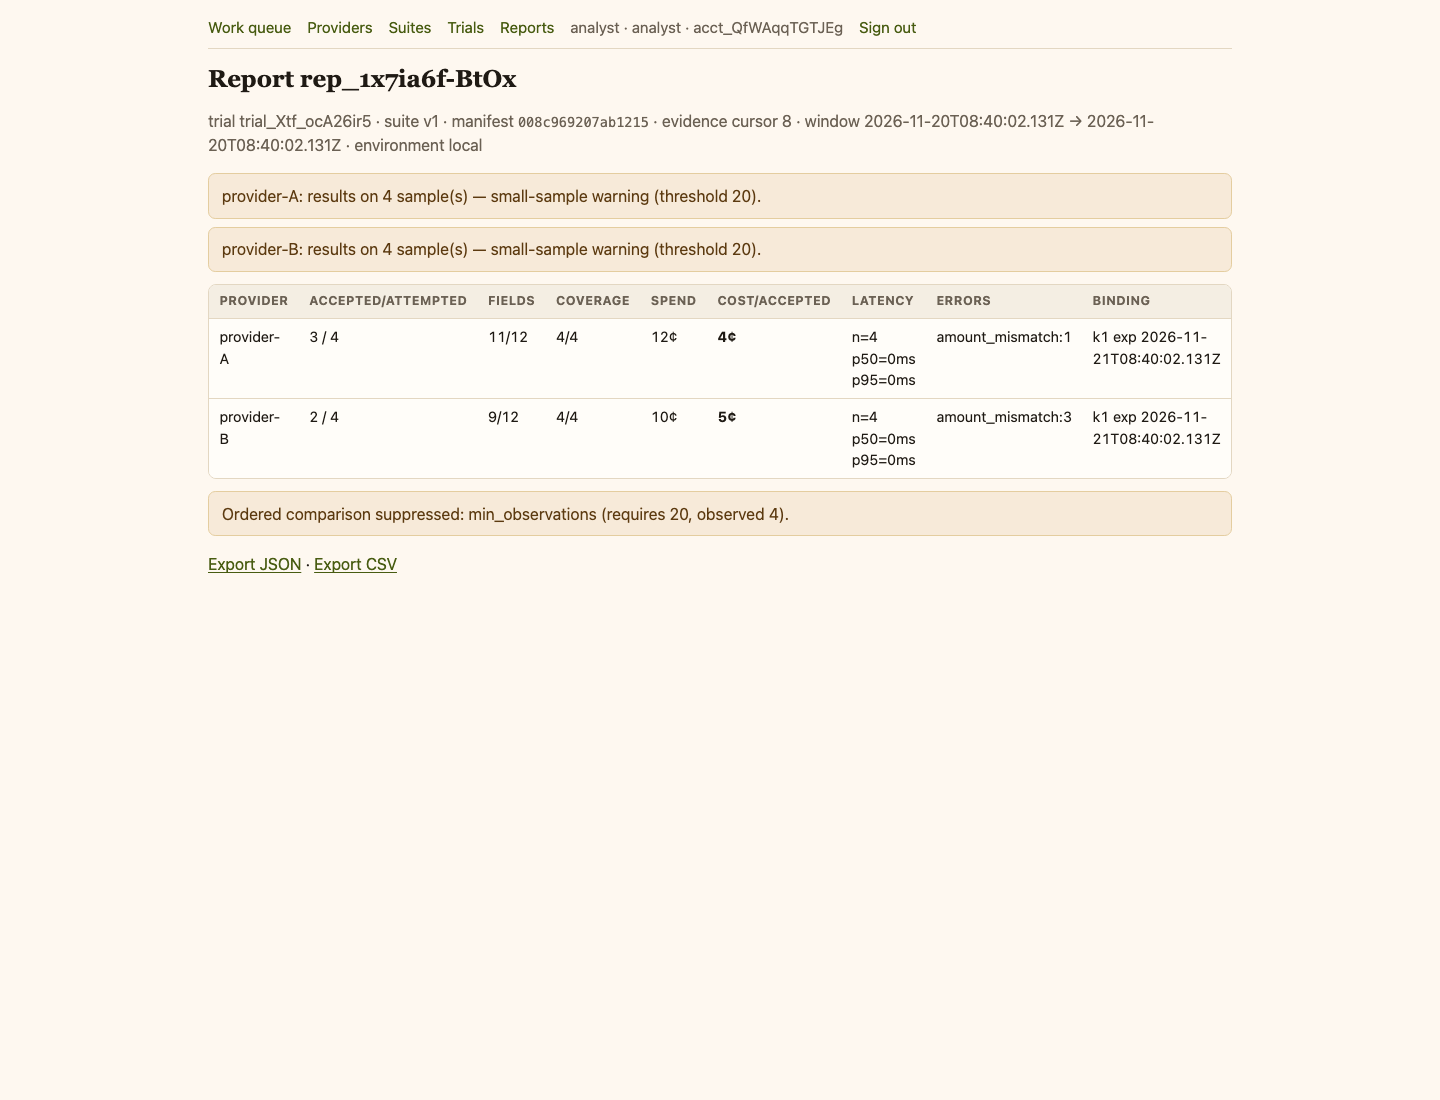 Work queue Providers Suites Trials Reports analyst · analyst · acct_QfWAqqTGTJEg Sign out
Report rep_1x7ia6f-BtOx
trial trial_Xtf_ocA26ir5 · suite v1 · manifest 008c969207ab1215 · evidence cursor 8 · window 2026-11-20T08:40:02.131Z → 2026-11-
20T08:40:02.131Z · environment local
provider-A: results on 4 sample(s) — small-sample warning (threshold 20).
provider-B: results on 4 sample(s) — small-sample warning (threshold 20).
PROVIDER ACCEPTED/ATTEMPTED FIELDS COVERAGE SPEND COST/ACCEPTED LATENCY ERRORS BINDING
provider- 3 / 4 11/12 4/4 12¢ 4¢ n=4 amount_mismatch:1 k1 exp 2026-11-
A p50=0ms 21T08:40:02.131Z
p95=0ms
provider- 2 / 4 9/12 4/4 10¢ 5¢ n=4 amount_mismatch:3 k1 exp 2026-11-
B p50=0ms 21T08:40:02.131Z
p95=0ms
Ordered comparison suppressed: min_observations (requires 20, observed 4).
Export JSON · Export CSV